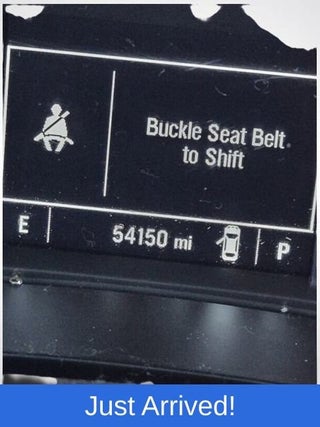 Buckle Seat Belt
to Shift
E
54150 mi
P
Just Arrived!